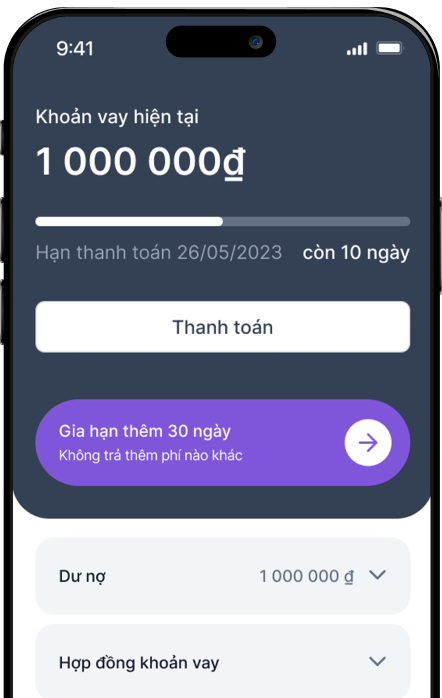 9:41
Khoản vay hiện tại
1 000 000₫
Hạn thanh toán 26/05/2023 còn 10 ngày
Thanh toán
Gia hạn thêm 30 ngày
Không trả thêm phí nào khác
Dư nợ 1 000 000 ₫
Hợp đồng khoản vay